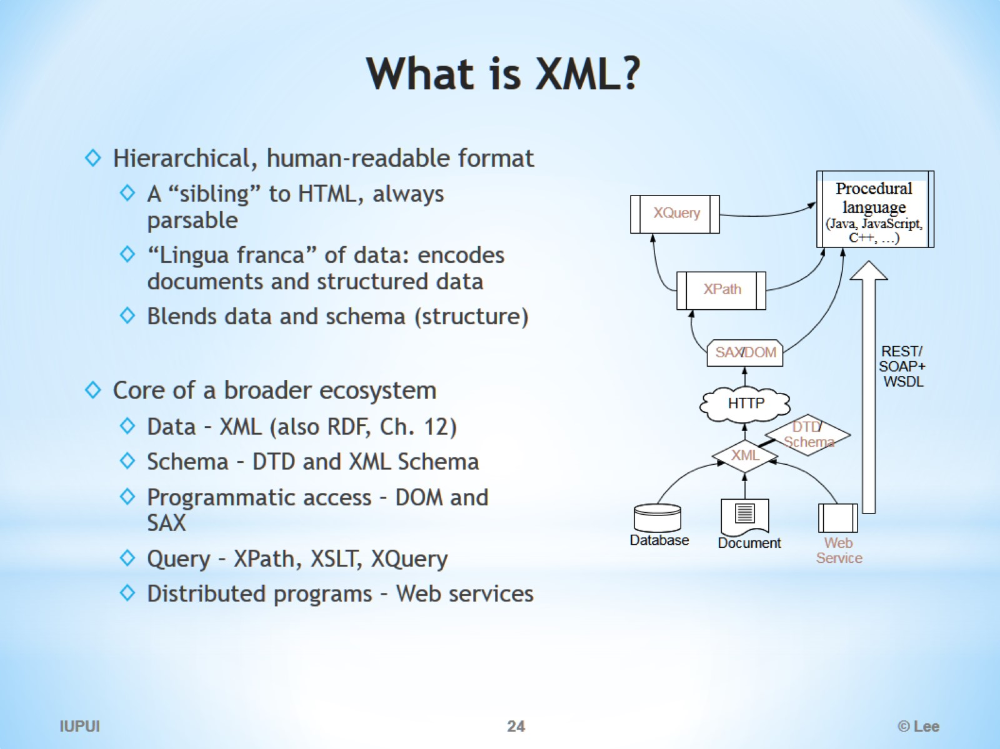 What is XML?
Hierarchical, human-readable format
A “sibling” to HTML, always
parsable
“Lingua franca” of data: encodes
documents and structured data
Blends data and schema (structure)
Core of a broader ecosystem
Data – XML (also RDF, Ch. 12)
Schema – DTD and XML Schema
Programmatic access – DOM and
SAX
Query – XPath, XSLT, XQuery
Distributed programs – Web services
Procedural
language
(Java, JavaScript,
C++, …)
XQuery
XPath
SAX/DOM
REST/
SOAP+
WSDL
HTTP
DTD/
Schema
XML
Database
Document
Web
Service
IUPUI
24
© Lee